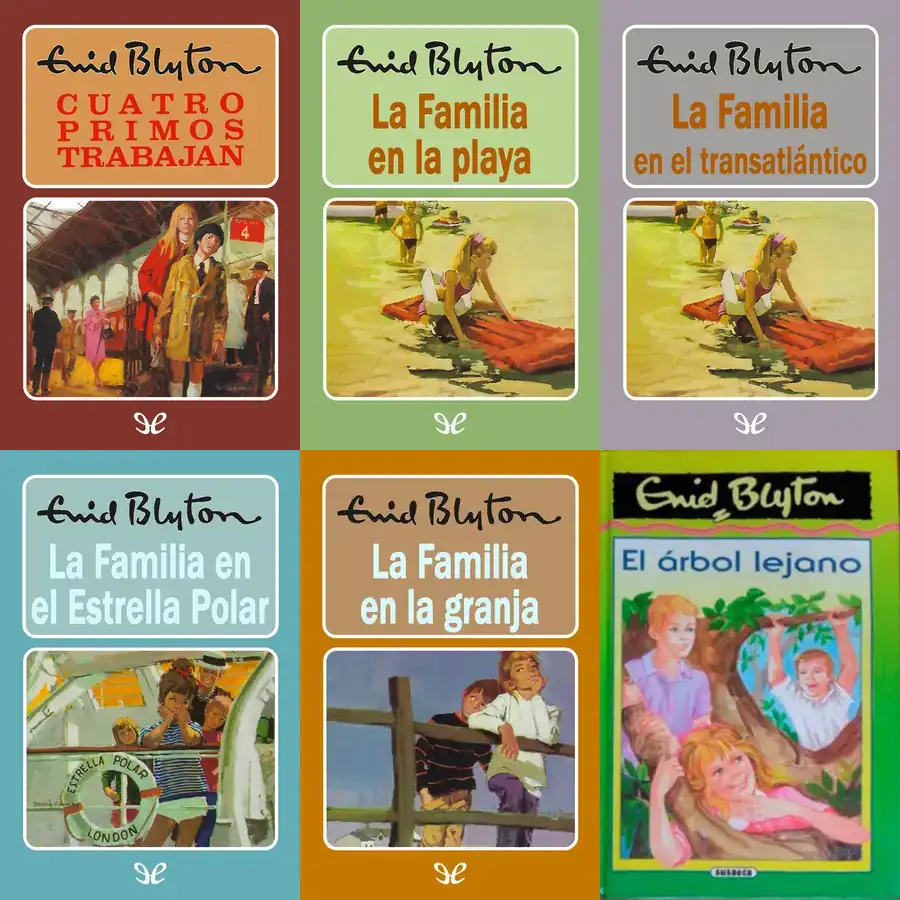 Enid Blyton
CUATRO
PRIMOS
TRABAJAN
4
Enid Blyton
La Familia
en la playa
Enid Blyton
La Familia
en el transatlántico
Enid Blyton
La Familia en
el Estrella Polar
ESTRELLA POLAR
LONDON
Enid Blyton
La Familia
en la granja
Enid Blyton
El árbol lejano
SUSAETA